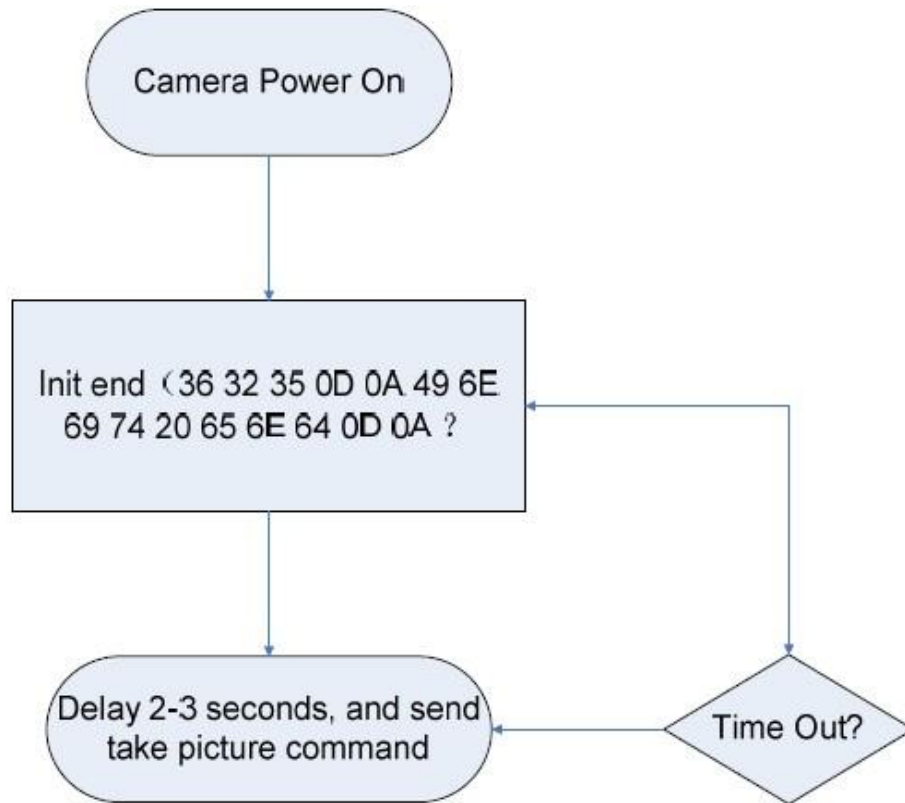 Camera Power On
Init end（36 32 35 0D 0A 49 6E
69 74 20 65 6E 64 0D 0A ?
Delay 2-3 seconds, and send
take picture command
Time Out?